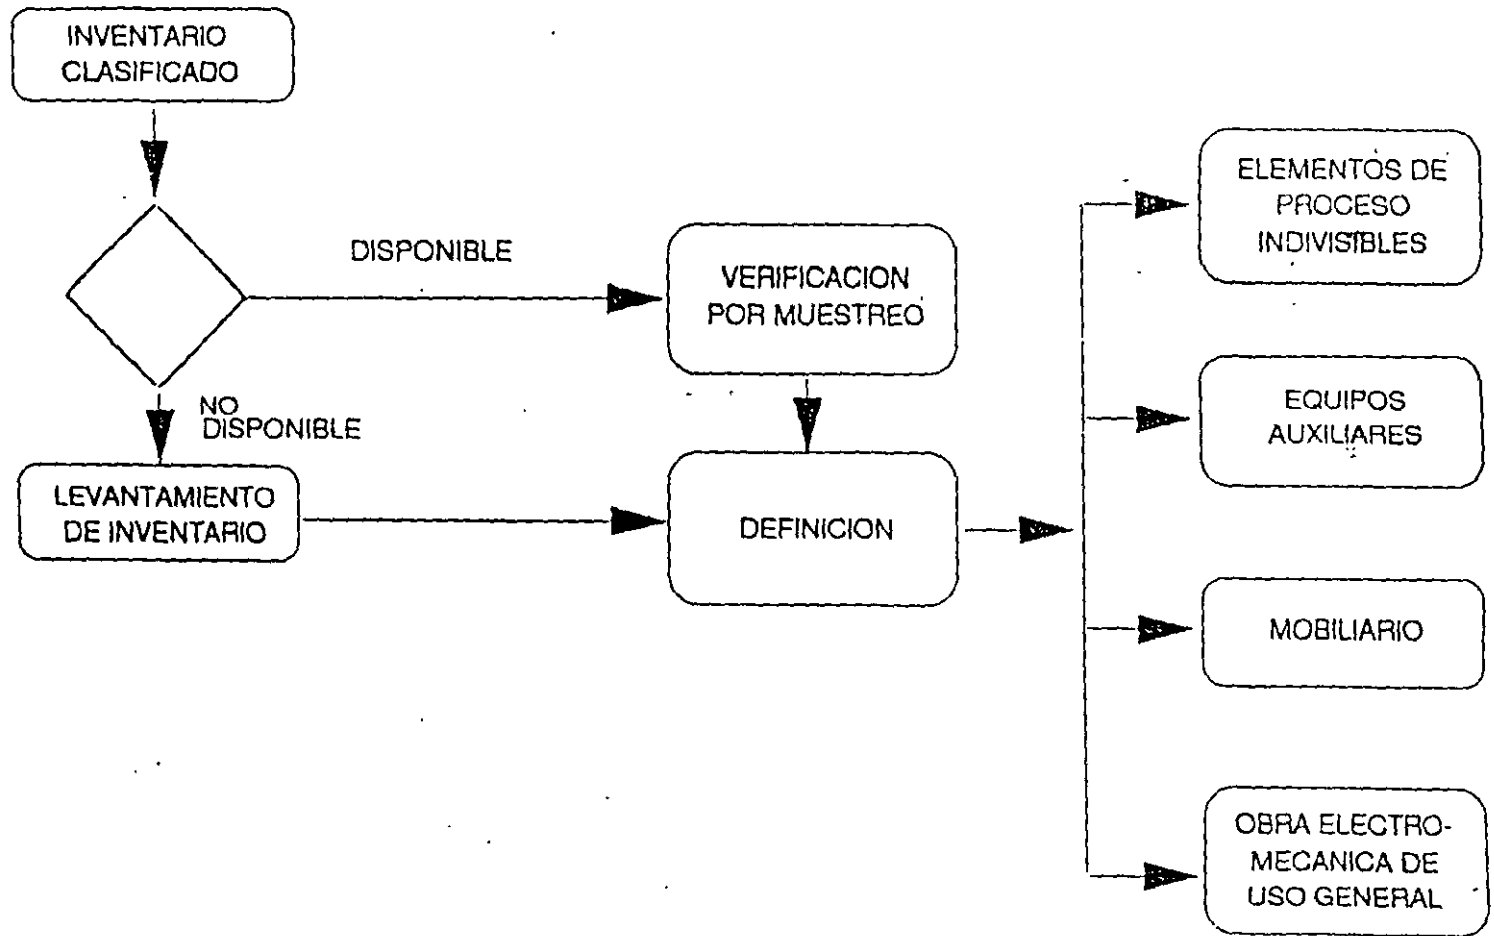 INVENTARIO
CLASIFICADO
DISPONIBLE
VERIFICACION
POR MUESTREO
NO
DISPONIBLE
LEVANTAMIENTO
DE INVENTARIO
DEFINICION
ELEMENTOS DE
PROCESO
INDIVISIBLES
EQUIPOS
AUXILIARES
MOBILIARIO
OBRA ELECTRO-
MECANICA DE
USO GENERAL